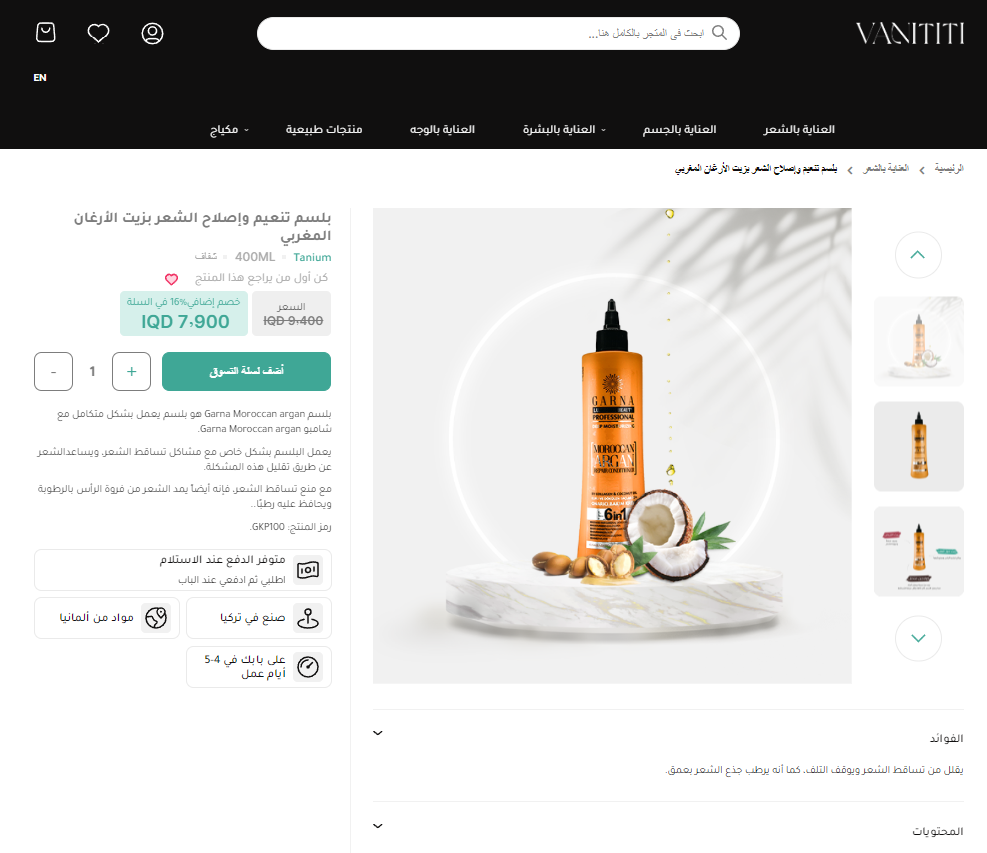 VANITITI
ابحث في المتجر بالكامل هنا...
EN
العناية بالشعر
العناية بالجسم
العناية بالبشرة
العناية بالوجه
منتجات طبيعية
مكياج
الرئيسية
العناية بالشعر
بلسم تنعيم وإصلاح الشعر بزيت الأرغان المغربي
بلسم تنعيم وإصلاح الشعر بزيت الأرغان
المغربي
Tanium
400ML
شفاف
كن أول من يراجع هذا المنتج
السعر
IQD 9٬400
خصم إضافي%16 في السلة
IQD 7٬900
أضف لسلة التسوق
+
1
-
بلسم Garna Moroccan argan هو بلسم يعمل بشكل متكامل مع
شامبو Garna Moroccan argan.
يعمل البلسم بشكل خاص مع مشاكل تساقط الشعر، ويساعدالشعر
عن طريق تقليل هذه المشكلة.
مع منع تساقط الشعر، فإنه أيضاً يمد الشعر من فروة الرأس بالرطوبة
ويحافظ عليه رطبًا..
رمز المنتج: GKP100.
متوفر الدفع عند الاستلام
اطلبي ثم ادفعي عند الباب
صنع في تركيا
مواد من ألمانيا
على بابك في 4-5
أيام عمل
GARNA
PROFESSIONAL
MOROCCAN
ARGAN
REPAIR CONDITIONER
6in1
الفوائد
يقلل من تساقط الشعر ويوقف التلف، كما أنه يرطب جذع الشعر بعمق.
المحتويات